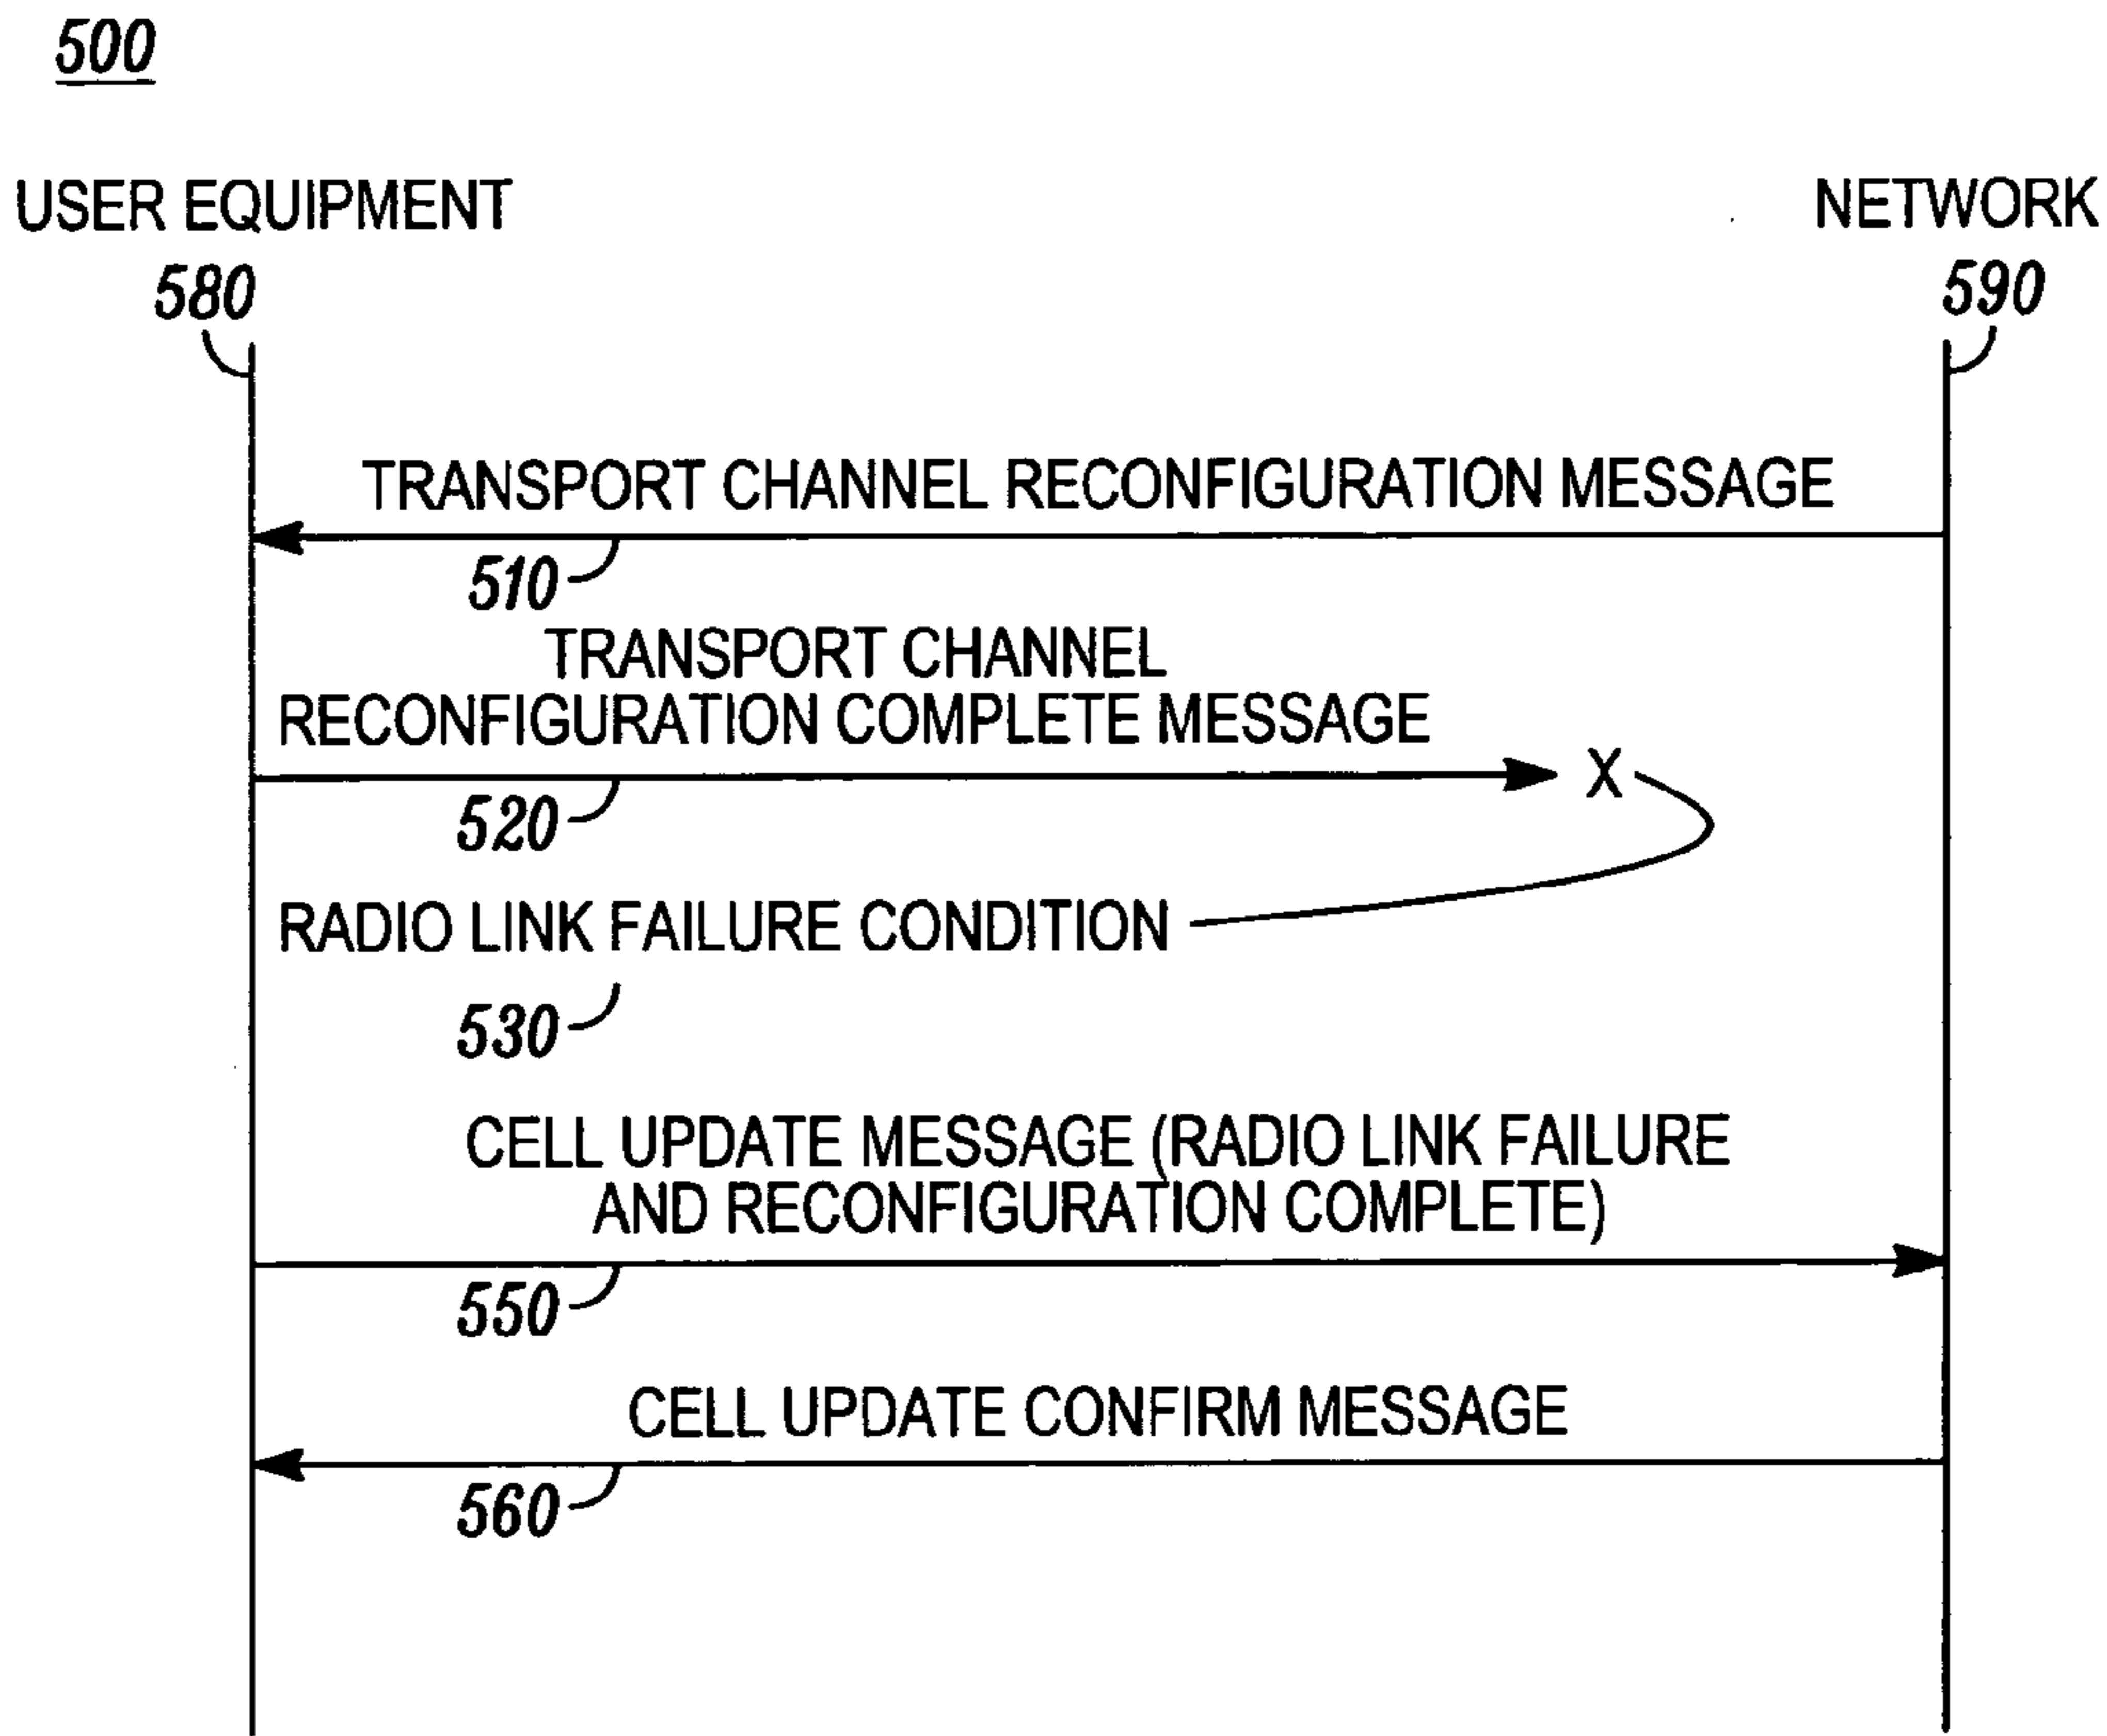 500
USER EQUIPMENT
NETWORK
580
590
TRANSPORT CHANNEL RECONFIGURATION MESSAGE
510
TRANSPORT CHANNEL
RECONFIGURATION COMPLETE MESSAGE
X
520
RADIO LINK FAILURE CONDITION
530
CELL UPDATE MESSAGE (RADIO LINK FAILURE
AND RECONFIGURATION COMPLETE)
550
CELL UPDATE CONFIRM MESSAGE
560